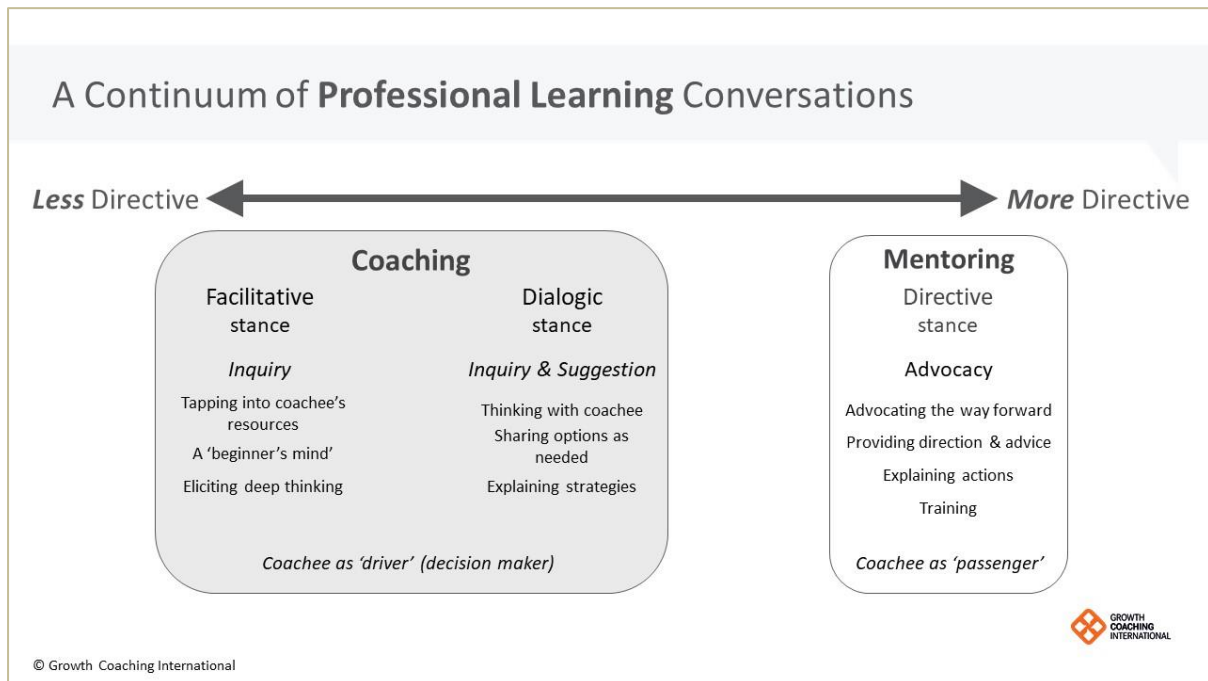 A Continuum of Professional Learning Conversations
Less Directive
More Directive
Coaching
Facilitative
stance
Inquiry
Tapping into coachee’s
resources
A ‘beginner’s mind’
Eliciting deep thinking
Dialogic
stance
Inquiry & Suggestion
Thinking with coachee
Sharing options as
needed
Explaining strategies
Coachee as ‘driver’ (decision maker)
Mentoring
Directive
stance
Advocacy
Advocating the way forward
Providing direction & advice
Explaining actions
Training
Coachee as ‘passenger’
GROWTH
COACHING
INTERNATIONAL
© Growth Coaching International